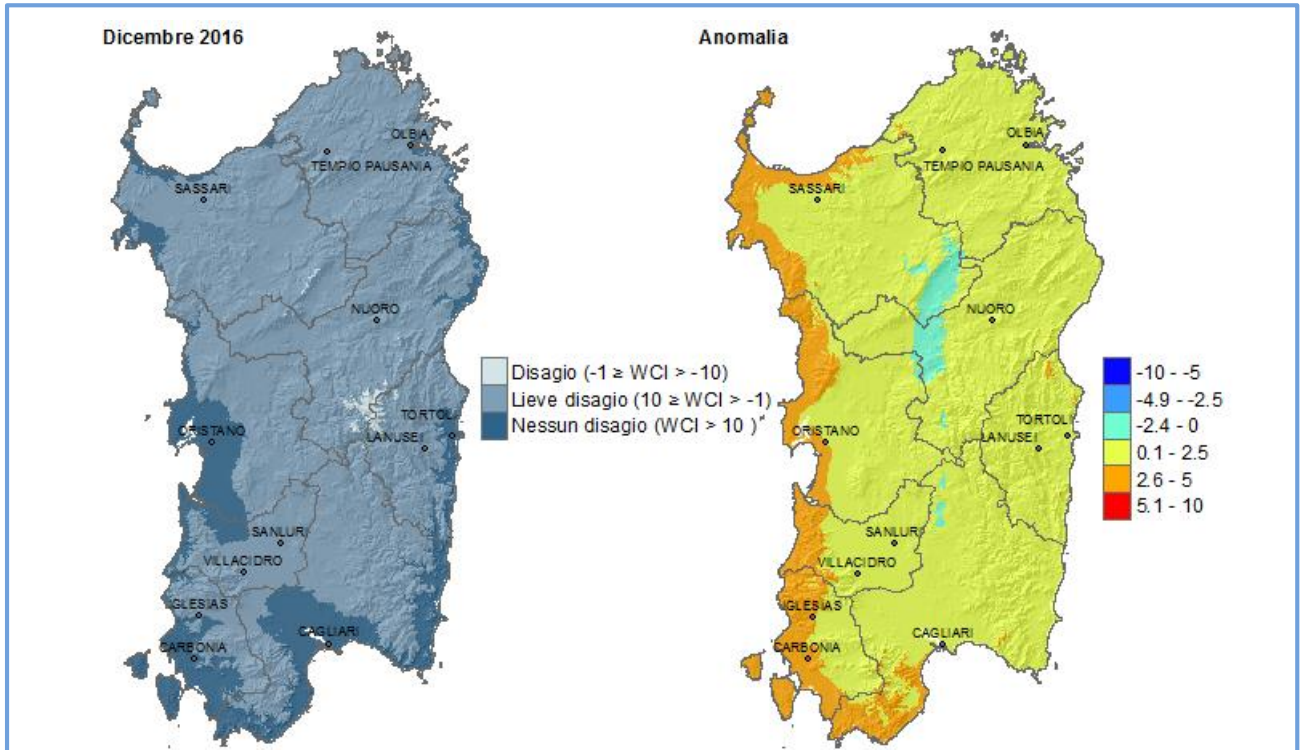 Dicembre 2016
OLBIA
TEMPIO PAUSANIA
SASSARI
NUORO
TORTOLI
ORISTANO
LANUSEI
SANLURI
VILLACIDRO
IGLESIAS
CAGLIARI
CARBONIA
Disagio (-1 ≥ WCI > -10)
Lieve disagio (10 ≥ WCI > -1)
Nessun disagio (WCI > 10 )
Anomalia
OLBIA
TEMPIO PAUSANIA
SASSARI
NUORO
TORTOLI
ORISTANO
LANUSEI
SANLURI
VILLACIDRO
IGLESIAS
CAGLIARI
CARBONIA
-10 - -5
-4.9 - -2.5
-2.4 - 0
0.1 - 2.5
2.6 - 5
5.1 - 10